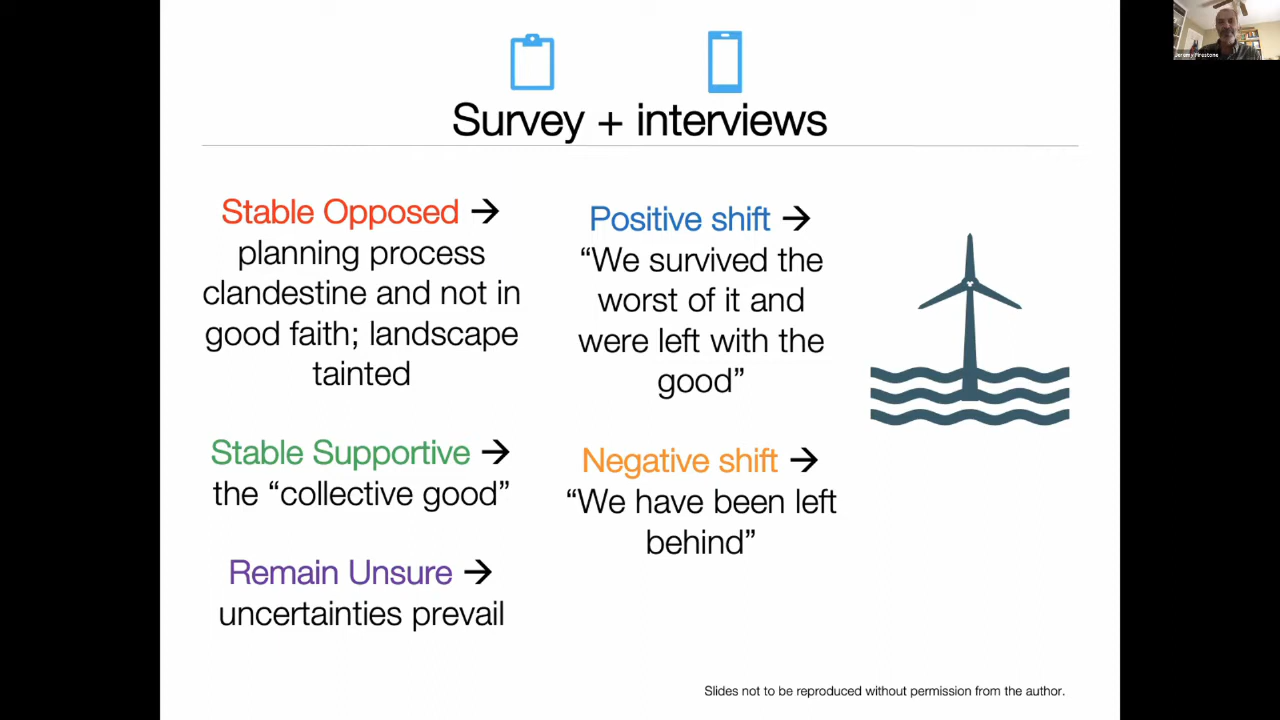 Survey + interviews
Stable Opposed →
planning process
clandestine and not in
good faith; landscape
tainted
Stable Supportive →
the “collective good”
Remain Unsure →
uncertainties prevail
Positive shift →
“We survived the
worst of it and
were left with the
good”
Negative shift →
“We have been left
behind”
Slides not to be reproduced without permission from the author.
Jeremy Firestone